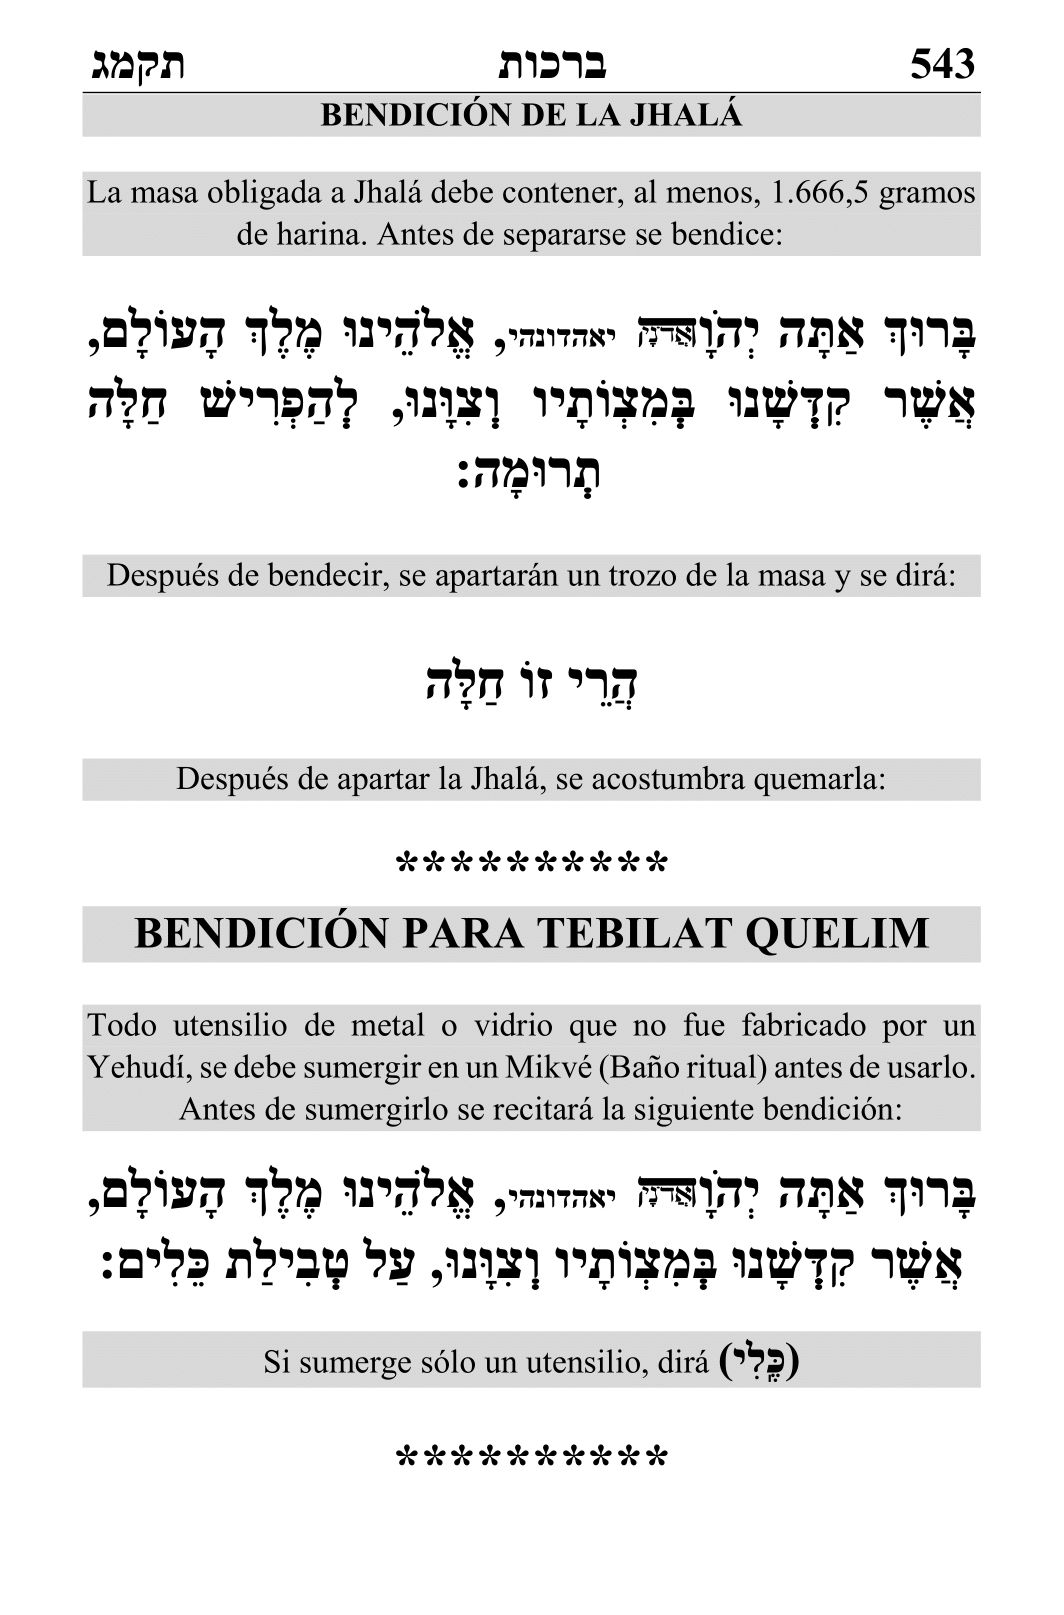 543 ברכות תקמג
BENDICIÓN DE LA JHALÁ
La masa obligada a Jhalá debe contener, al menos, 1.666,5 gramos
de harina. Antes de separarse se bendice:
בָּרוּךְ אַתָּה יְהֹוָהאֲדֹנָי יאהדונהי, אֱלֹהֵינוּ מֶלֶךְ הָעוֹלָם,
אֲשֶׁר קִדְּשָׁנוּ בְּמִצְוֹתָיו וְצִוָּנוּ, לְהַפְרִישׁ חַלָּה
תְּרוּמָה:
Después de bendecir, se apartarán un trozo de la masa y se dirá:
הֲרֵי זוֹ חַלָּה
Después de apartar la Jhalá, se acostumbra quemarla:
**********
BENDICIÓN PARA TEBILAT QUELIM
Todo utensilio de metal o vidrio que no fue fabricado por un
Yehudí, se debe sumergir en un Mikvé (Baño ritual) antes de usarlo.
Antes de sumergirlo se recitará la siguiente bendición:
בָּרוּךְ אַתָּה יְהֹוָהאֲדֹנָי יאהדונהי, אֱלֹהֵינוּ מֶלֶךְ הָעוֹלָם,
אֲשֶׁר קִדְּשָׁנוּ בְּמִצְוֹתָיו וְצִוָּנוּ, עַל טְבִילַת כֵּלִים:
Si sumerge sólo un utensilio, dirá (כֱּלִי)
**********